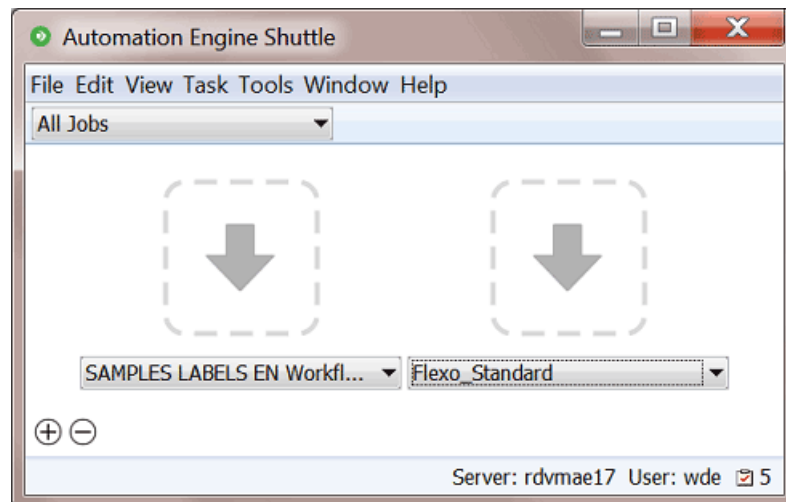 Automation Engine Shuttle
File Edit View Task Tools Window Help
All Jobs
SAMPLES LABELS EN Workfl... Flexo_Standard
Server: rdvmae17 User: wde 5